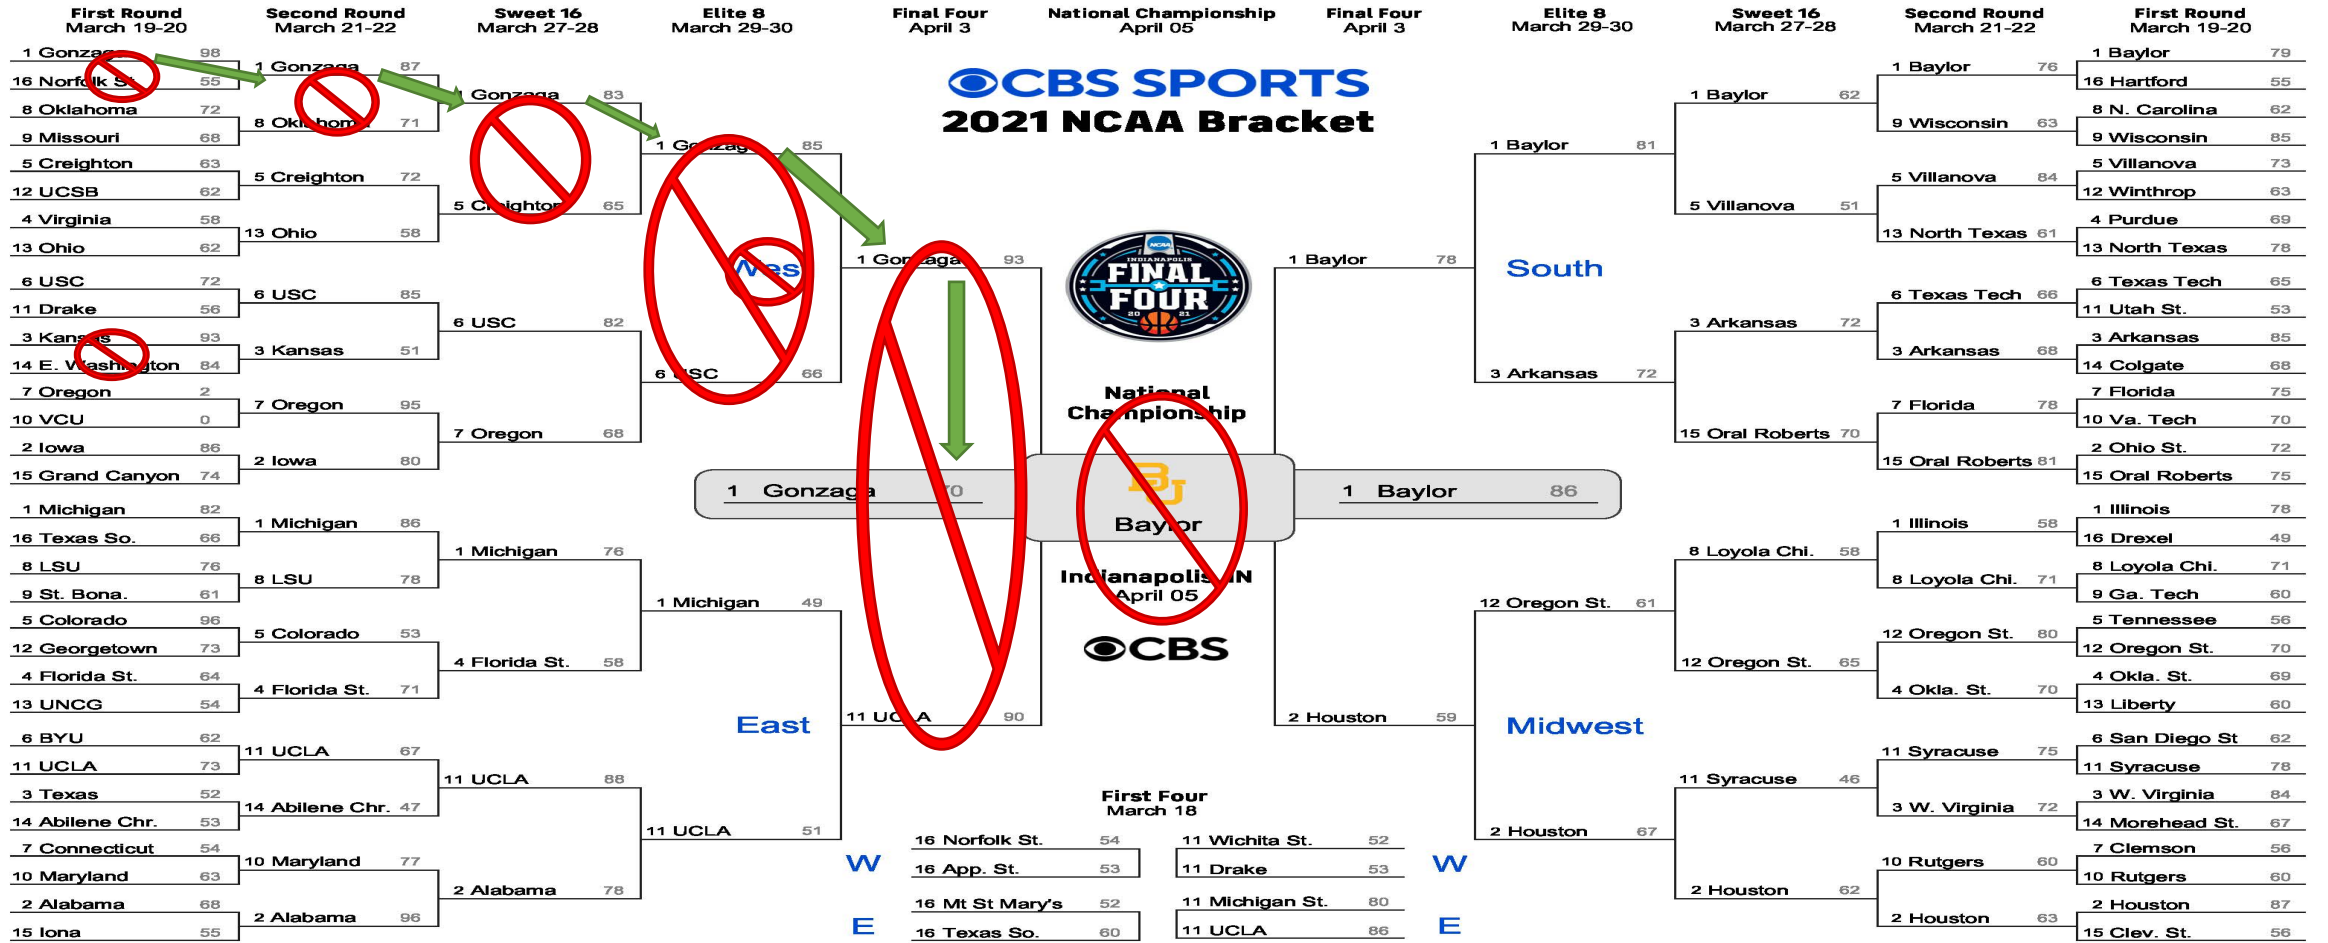 First Round
March 19-20
Second Round
March 21-22
Sweet 16
March 27-28
Elite 8
March 29-30
Final Four
April 3
National Championship
April 05
Final Four
April 3
Elite 8
March 29-30
Sweet 16
March 27-28
Second Round
March 21-22
First Round
March 19-20
CBS SPORTS
2021 NCAA Bracket
1 Gonzaga 98
16 Norfolk St. 55
8 Oklahoma 72
9 Missouri 68
5 Creighton 63
12 UCSB 62
4 Virginia 58
13 Ohio 62
6 USC 72
11 Drake 56
3 Kansas 93
14 E. Washington 84
7 Oregon 2
10 VCU 0
2 Iowa 86
15 Grand Canyon 74
1 Michigan 82
16 Texas So. 66
8 LSU 76
9 St. Bona. 61
5 Colorado 96
12 Georgetown 73
4 Florida St. 64
13 UNCG 54
6 BYU 62
11 UCLA 73
3 Texas 52
14 Abilene Chr. 53
7 Connecticut 54
10 Maryland 63
2 Alabama 68
15 Iona 55
1 Gonzaga 87
8 Oklahoma 71
5 Creighton 72
13 Ohio 58
6 USC 85
3 Kansas 51
7 Oregon 95
2 Iowa 80
1 Michigan 86
8 LSU 78
5 Colorado 53
4 Florida St. 71
11 UCLA 67
14 Abilene Chr. 47
10 Maryland 77
2 Alabama 96
1 Gonzaga 83
5 Creighton 65
6 USC 82
7 Oregon 68
1 Michigan 76
4 Florida St. 58
11 UCLA 88
2 Alabama 78
1 Gonzaga 85
West
6 USC 66
1 Michigan 49
East
11 UCLA 51
1 Gonzaga 93
11 UCLA 90
NCAA
INDIANAPOLIS
FINAL
FOUR
20 21
National
Championship
1 Gonzaga 70
BU
Baylor
1 Baylor 86
Indianapolis, IN
April 05
CBS
1 Baylor 78
2 Houston 59
1 Baylor 81
South
3 Arkansas 72
12 Oregon St. 61
Midwest
2 Houston 67
1 Baylor 62
5 Villanova 51
3 Arkansas 72
15 Oral Roberts 70
8 Loyola Chi. 58
12 Oregon St. 65
11 Syracuse 46
2 Houston 62
1 Baylor 76
9 Wisconsin 63
5 Villanova 84
13 North Texas 61
6 Texas Tech 66
3 Arkansas 68
7 Florida 78
15 Oral Roberts 81
1 Illinois 58
8 Loyola Chi. 71
12 Oregon St. 80
4 Okla. St. 70
11 Syracuse 75
3 W. Virginia 72
10 Rutgers 60
2 Houston 63
1 Baylor 79
16 Hartford 55
8 N. Carolina 62
9 Wisconsin 85
5 Villanova 73
12 Winthrop 63
4 Purdue 69
13 North Texas 78
6 Texas Tech 65
11 Utah St. 53
3 Arkansas 85
14 Colgate 68
7 Florida 75
10 Va. Tech 70
2 Ohio St. 72
15 Oral Roberts 75
1 Illinois 78
16 Drexel 49
8 Loyola Chi. 71
9 Ga. Tech 60
5 Tennessee 56
12 Oregon St. 70
4 Okla. St. 69
13 Liberty 60
6 San Diego St 62
11 Syracuse 78
3 W. Virginia 84
14 Morehead St. 67
7 Clemson 56
10 Rutgers 60
2 Houston 87
15 Clev. St. 56
First Four
March 18
W
16 Norfolk St. 54
16 App. St. 53
11 Wichita St. 52
11 Drake 53
W
E
16 Mt St Mary's 52
16 Texas So. 60
11 Michigan St. 80
11 UCLA 86
E